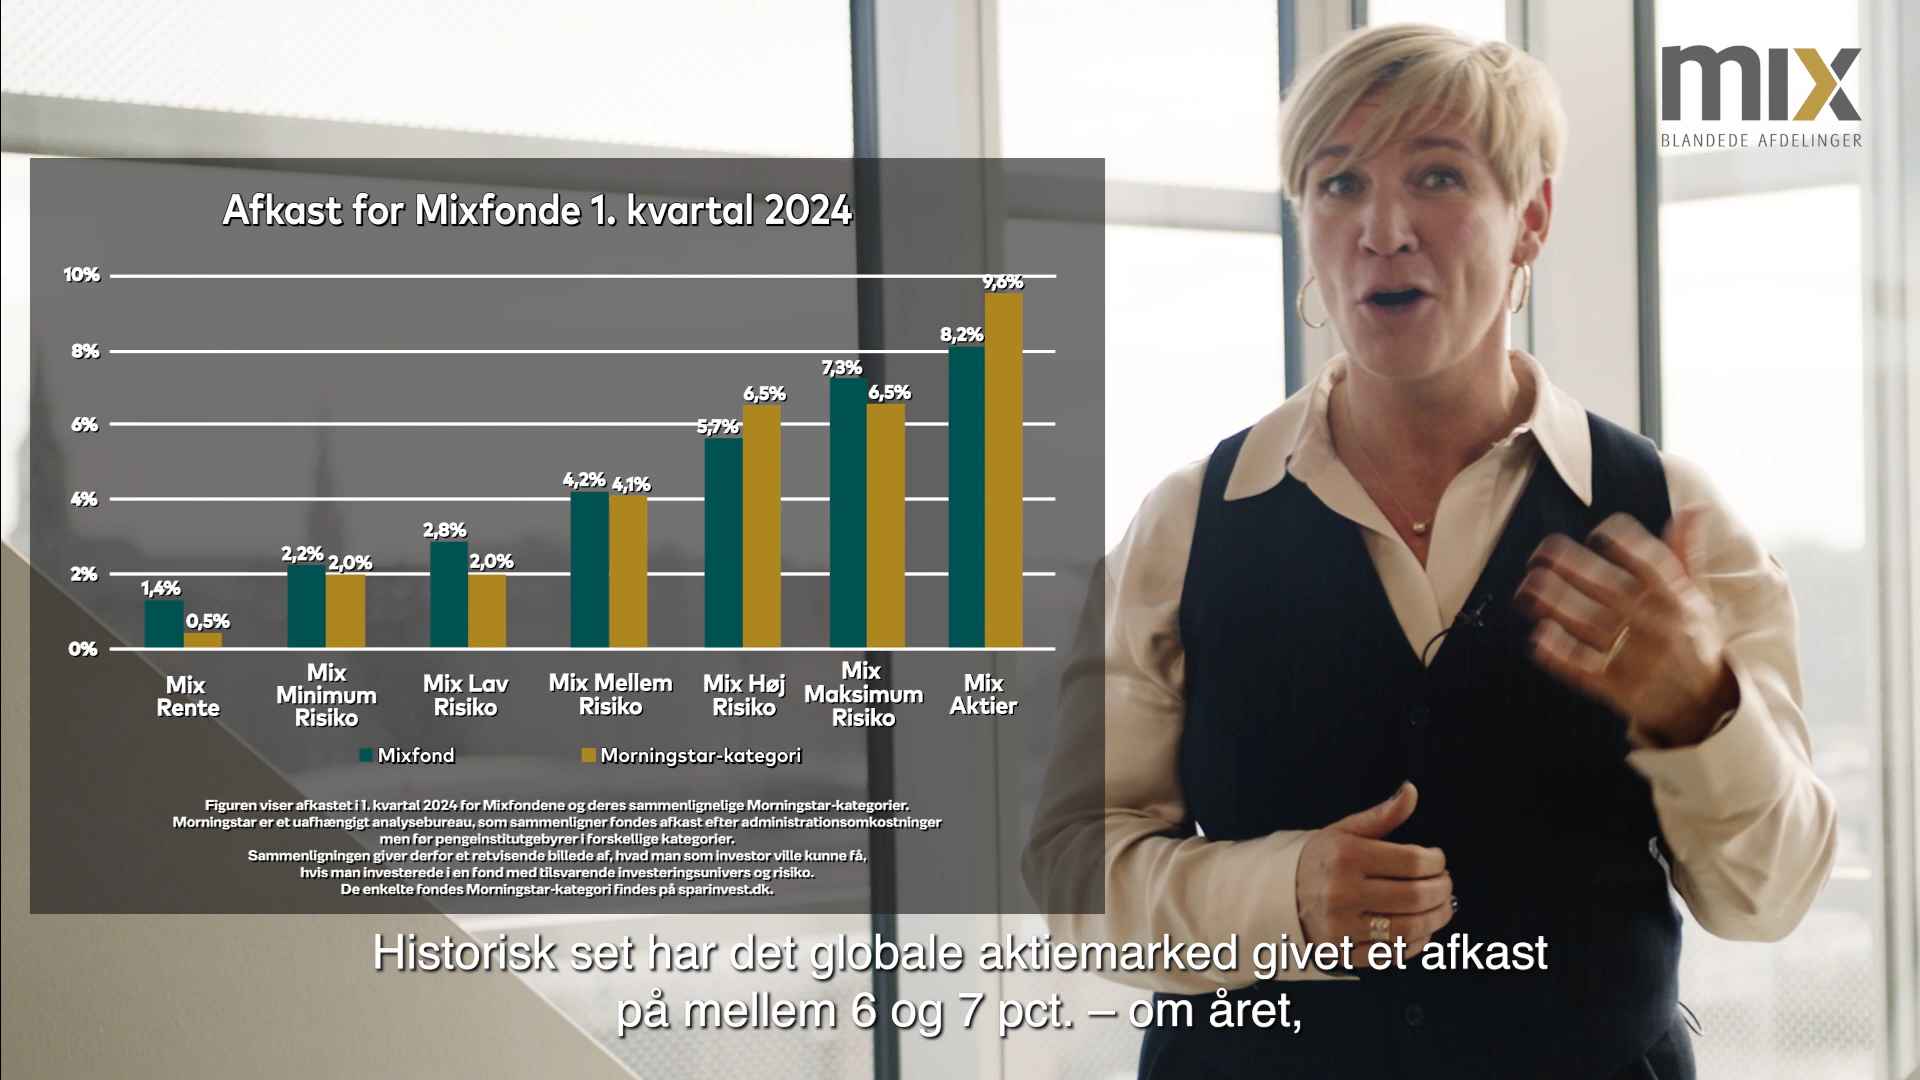 mix
BLANDEDE AFDELINGER
Afkast for Mixfonde 1. kvartal 2024
10%
8%
6%
4%
2%
0%
1,4%
0,5%
2,2%
2,0%
2,8%
2,0%
4,2%
4,1%
5,7%
6,5%
7,3%
6,5%
8,2%
9,6%
Mix
Rente
Mix
Minimum
Risiko
Mix Lav
Risiko
Mix Mellem
Risiko
Mix Høj
Risiko
Mix
Maksimum
Risiko
Mix
Aktier
Mixfond
Morningstar-kategori
Figuren viser afkastet i 1. kvartal 2024 for Mixfondene og deres sammenlignelige Morningstar-kategorier.
Morningstar er et uafhængigt analysebureau, som sammenligner fondes afkast efter administrationsomkostninger
men før pengeinstitutgebyrer i forskellige kategorier.
Sammenligningen giver derfor et retvisende billede af, hvad man som investor ville kunne få,
hvis man investerede i en fond med tilsvarende investeringsunivers og risiko.
De enkelte fondes Morningstar-kategori findes på sparinvest.dk.
Historisk set har det globale aktiemarked givet et afkast
på mellem 6 og 7 pct. – om året,